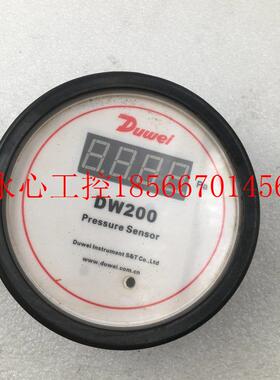 Duwei
Pa
水心工控18566701456
DW200
Pressure Sensor
Duwei Instrument S&T Co.,Ltd
www.duwei.com.cn